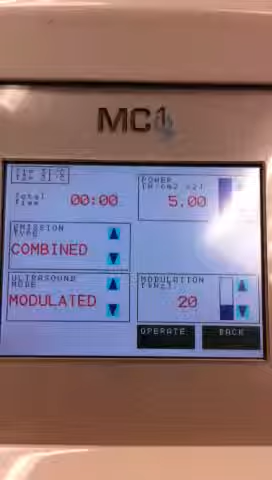 MC1
POWER
Total
Time
00:00
5,00
EMISSION
Type
COMBINED
ULTRASOUND
MODE
MODULATED
MODULATION
20
OPERATE
BACK